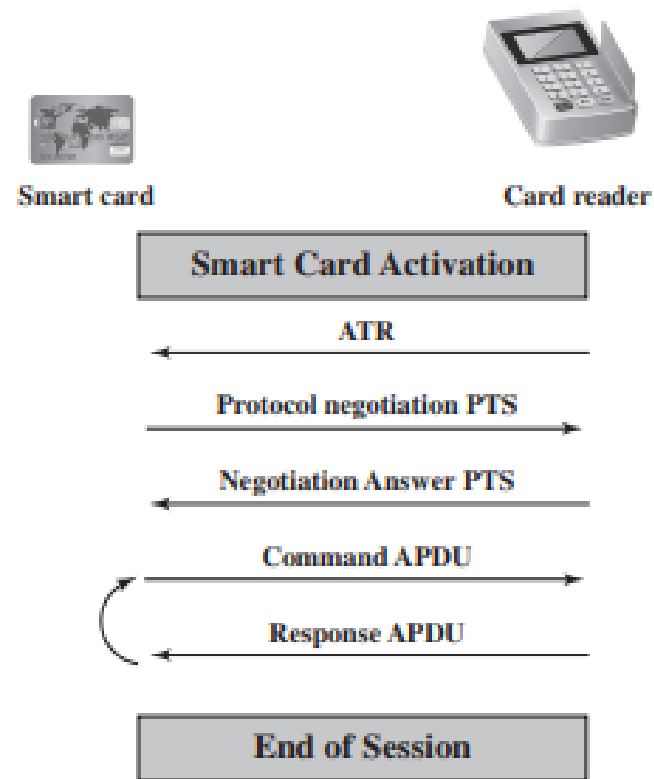 Smart card
Card reader
Smart Card Activation
ATR
Protocol negotiation PTS
Negotiation Answer PTS
Command APDU
Response APDU
End of Session